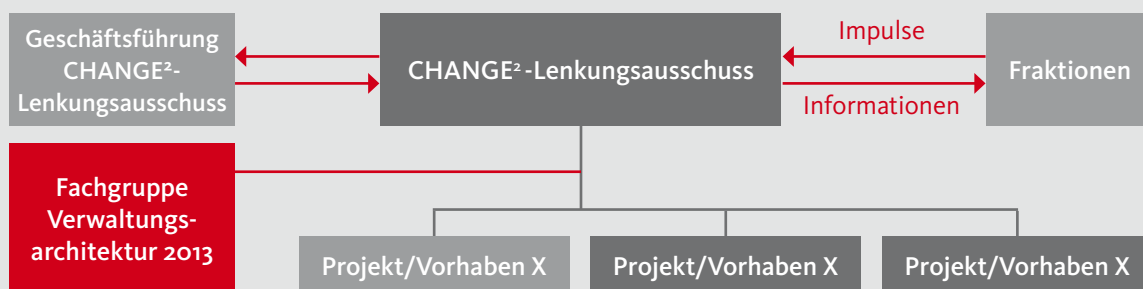 Geschäftsführung
CHANGE²-
Lenkungsausschuss
CHANGE²-Lenkungsausschuss
Impulse
Informationen
Fraktionen
Fachgruppe
Verwaltungs-
architektur 2013
Projekt/Vorhaben X
Projekt/Vorhaben X
Projekt/Vorhaben X